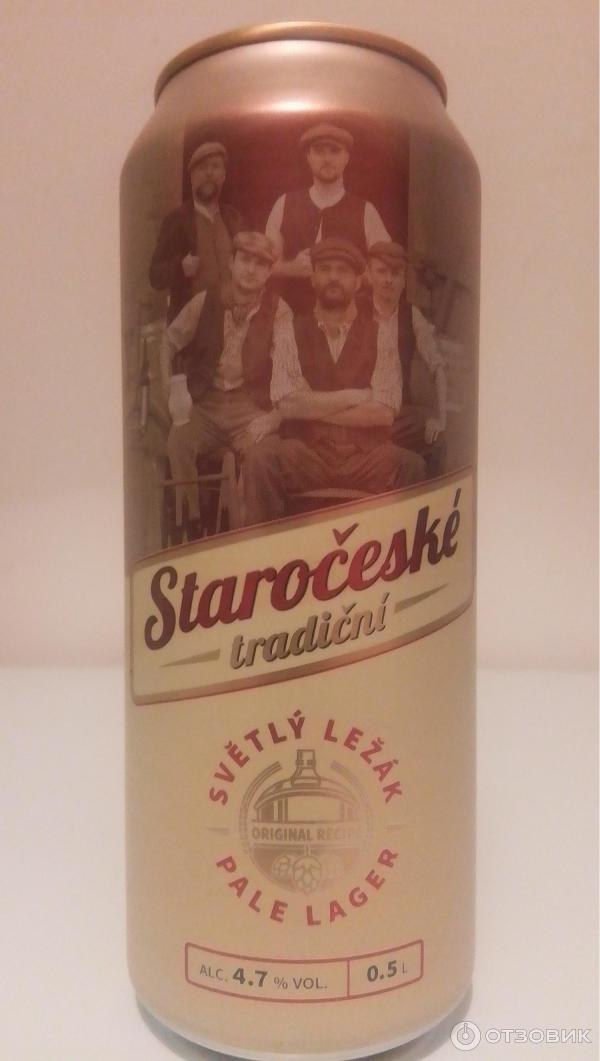 Staročeské
tradiční
SVĚTLÝ LEŽÁK
ORIGINAL RECIPE
PALE LAGER
ALC. 4.7 % VOL. 0.5 L
ОТЗОВИК